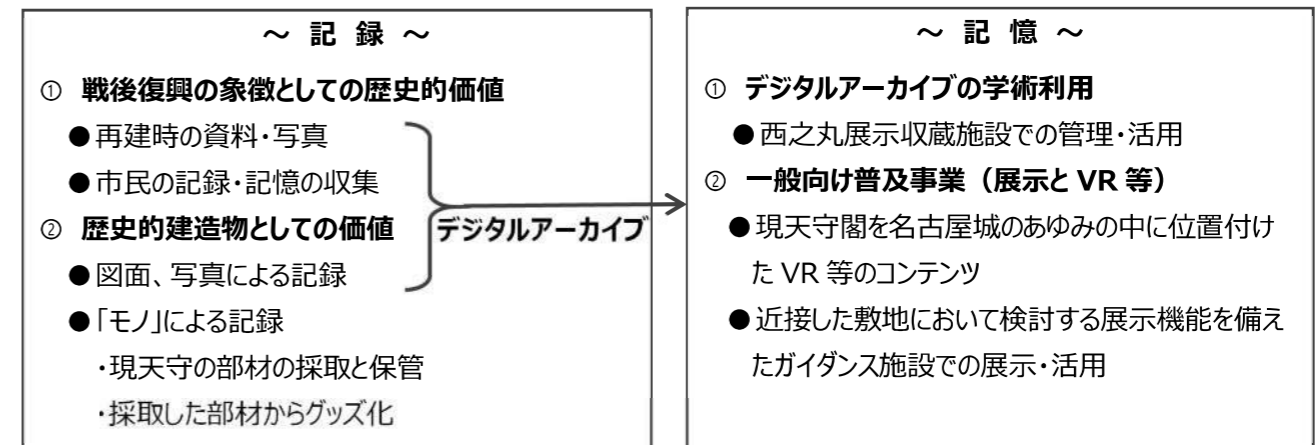 ～ 記 録 ～
① 戦後復興の象徴としての歴史的価値
●再建時の資料・写真
●市民の記録・記憶の収集
② 歴史的建造物としての価値
●図面、写真による記録
●「モノ」による記録
・現天守の部材の採取と保管
・採取した部材からグッズ化
デジタルアーカイブ
～ 記 憶 ～
① デジタルアーカイブの学術利用
●西之丸展示収蔵施設での管理・活用
② 一般向け普及事業（展示と VR 等）
●現天守閣を名古屋城のあゆみの中に位置付け
た VR 等のコンテンツ
●近接した敷地において検討する展示機能を備え
たガイダンス施設での展示・活用